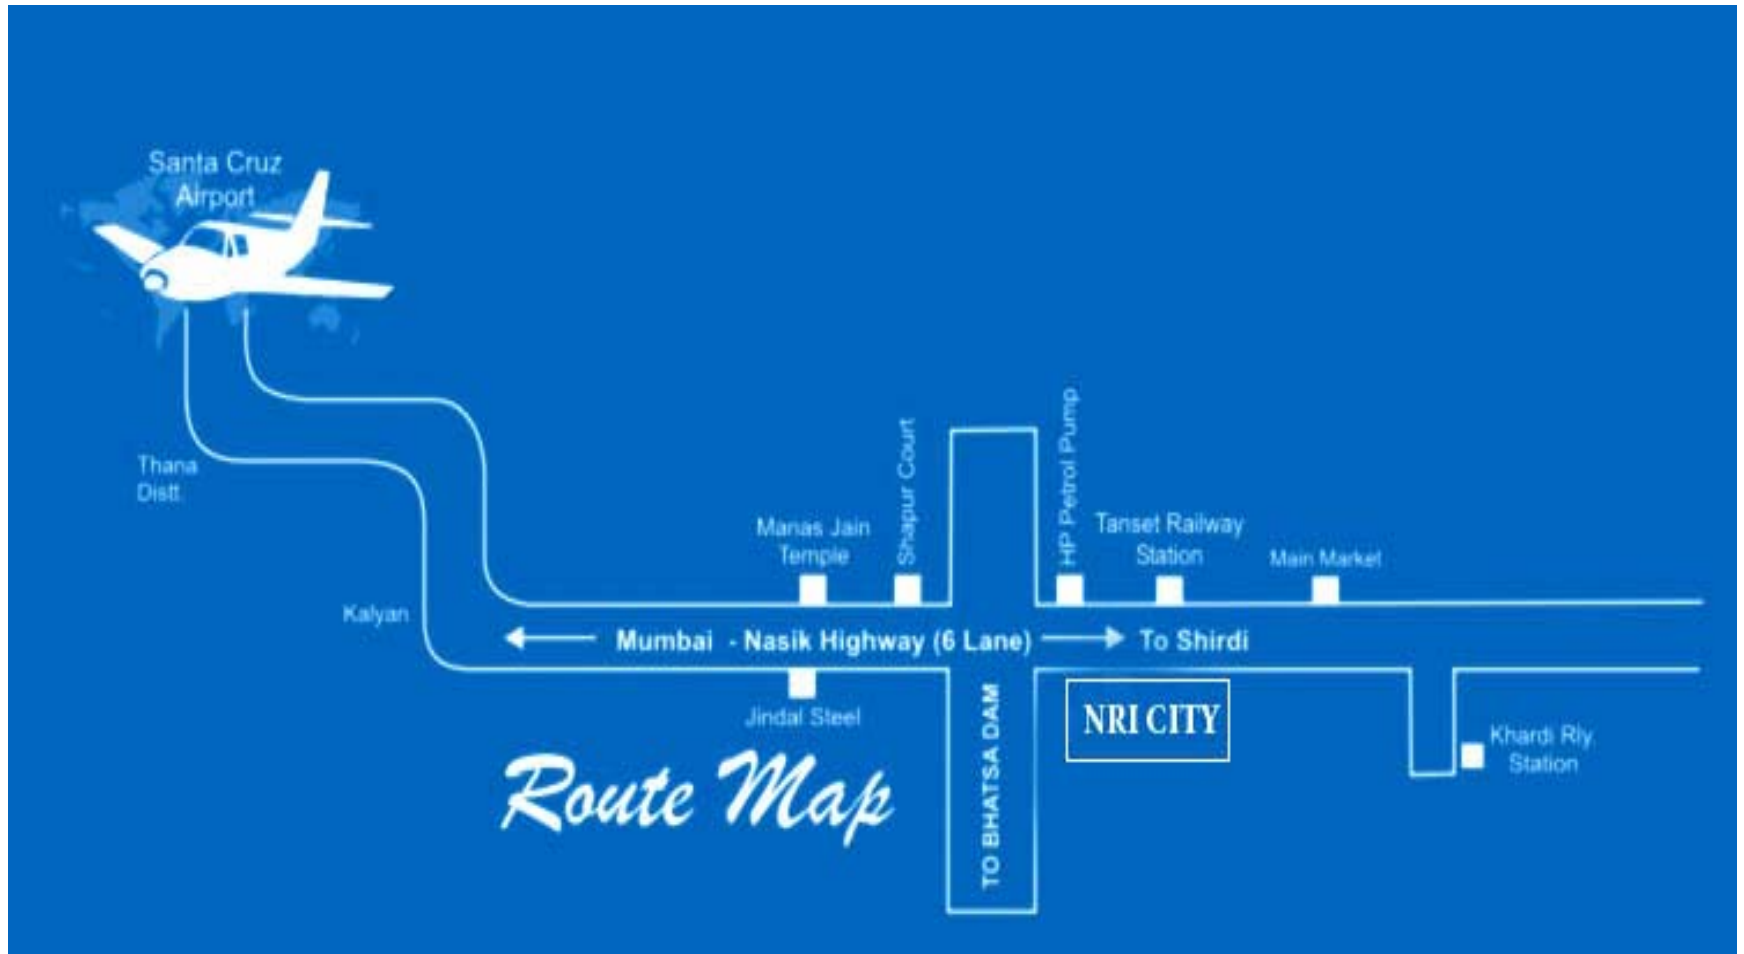 Santa Cruz
Airport
Thana
Distt.
Kalyan
Manas Jain
Temple
Shapur Court
HP Petrol Pump
Tanset Railway
Station
Main Market
Mumbai - Nasik Highway (6 Lane)
To Shirdi
Jindal Steel
TO BHATSA DAM
NRI CITY
Khardi Rly.
Station
Route Map